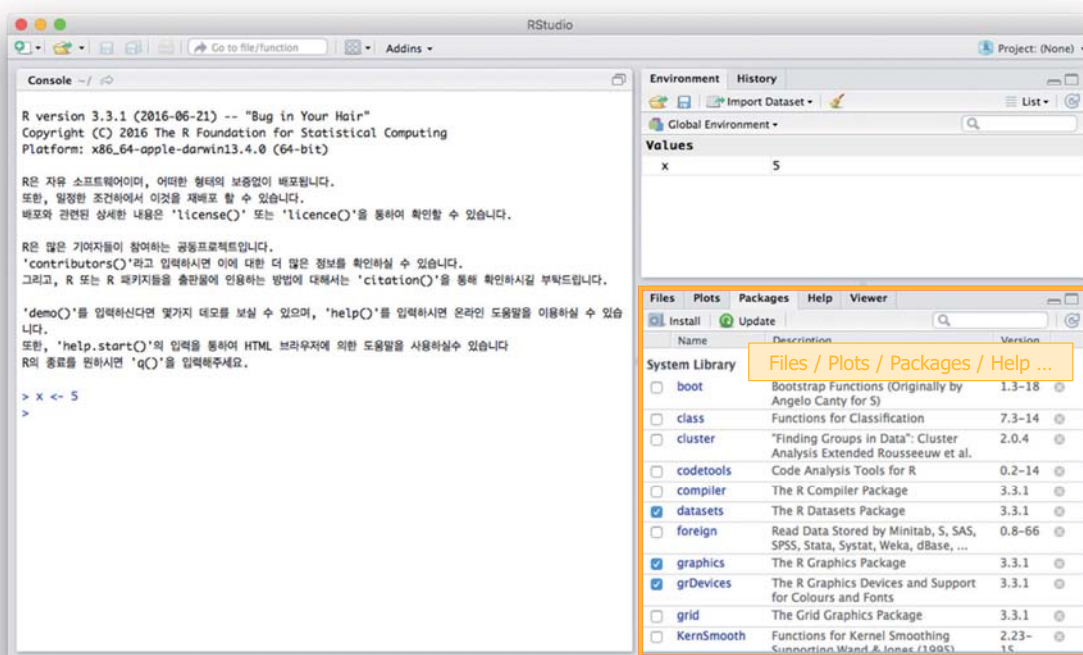 RStudio
Go to file/function
Addins
Project: (None)
Console ~/
R version 3.3.1 (2016-06-21) -- "Bug in Your Hair"
Copyright (C) 2016 The R Foundation for Statistical Computing
Platform: x86_64-apple-darwin13.4.0 (64-bit)
R은 자유 소프트웨어이며, 어떠한 형태의 보증없이 배포됩니다.
또한, 일정한 조건하에서 이것을 재배포 할 수 있습니다.
배포와 관련된 상세한 내용은 'license()' 또는 'licence()'을 통하여 확인할 수 있습니다.
R은 많은 기여자들이 참여하는 공동프로젝트입니다.
'contributors()'라고 입력하시면 이에 대한 더 많은 정보를 확인하실 수 있습니다.
그리고, R 또는 R 패키지들을 출판물에 인용하는 방법에 대해서는 'citation()'을 통해 확인하시길 부탁드립니다.
'demo()'를 입력하신다면 몇가지 데모를 보실 수 있으며, 'help()'를 입력하시면 온라인 도움말을 이용하실 수 있습
니다.
또한, 'help.start()'의 입력을 통하여 HTML 브라우저에 의한 도움말을 사용하실수 있습니다
R의 종료를 원하시면 'q()'을 입력해주세요.
> x <- 5
>
Environment History
Import Dataset List
Global Environment
Values
x 5
Files Plots Packages Help Viewer
Install Update
Name Description Version
System Library
Files / Plots / Packages / Help ...
boot Bootstrap Functions (Originally by 1.3-18
Angelo Canty for S)
class Functions for Classification 7.3-14
cluster "Finding Groups in Data": Cluster 2.0.4
Analysis Extended Rousseeuw et al.
codetools Code Analysis Tools for R 0.2-14
compiler The R Compiler Package 3.3.1
datasets The R Datasets Package 3.3.1
foreign Read Data Stored by Minitab, S, SAS, 0.8-66
SPSS, Stata, Systat, Weka, dBase, ...
graphics The R Graphics Package 3.3.1
grDevices The R Graphics Devices and Support 3.3.1
for Colours and Fonts
grid The Grid Graphics Package 3.3.1
KernSmooth Functions for Kernel Smoothing 2.23-
Supporting Wand & Jones (1995) 15